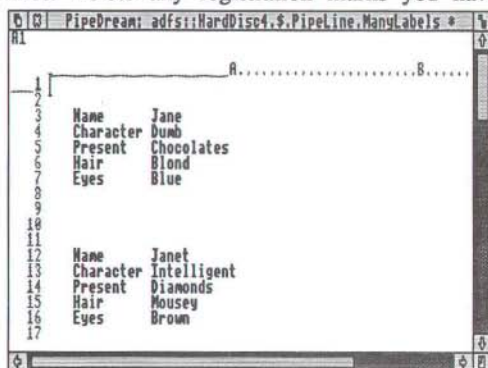 PipeDream: adfs::HardDisc4.$.PipeLine.ManyLabels *
A1
A.......................B......
1
2
3 Name Jane
4 Character Dumb
5 Present Chocolates
6 Hair Blond
7 Eyes Blue
8
9
10
11
12 Name Janet
13 Character Intelligent
14 Present Diamonds
15 Hair Mousey
16 Eyes Brown
17